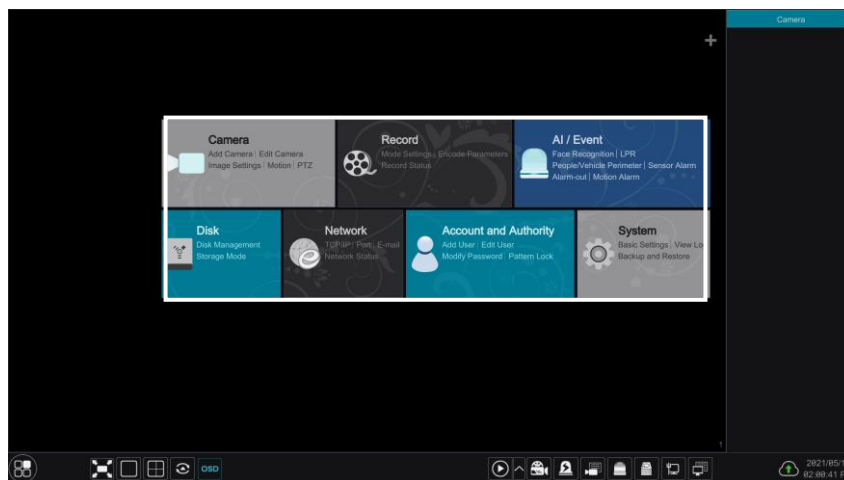 Camera
Camera
Add Camera | Edit Camera
Image Settings | Motion | PTZ
Record
Mode Settings | Encode Parameters
Record Status
AI / Event
Face Recognition | LPR
People/Vehicle Perimeter | Sensor Alarm
Alarm-out | Motion Alarm
Disk
Disk Management
Storage Mode
Network
TCP/IP | Port | E-mail
Network Status
Account and Authority
Add User | Edit User
Modify Password | Pattern Lock
System
Basic Settings | View Lo
Backup and Restore
1
OSD
2021/05/1
02:00:41 P